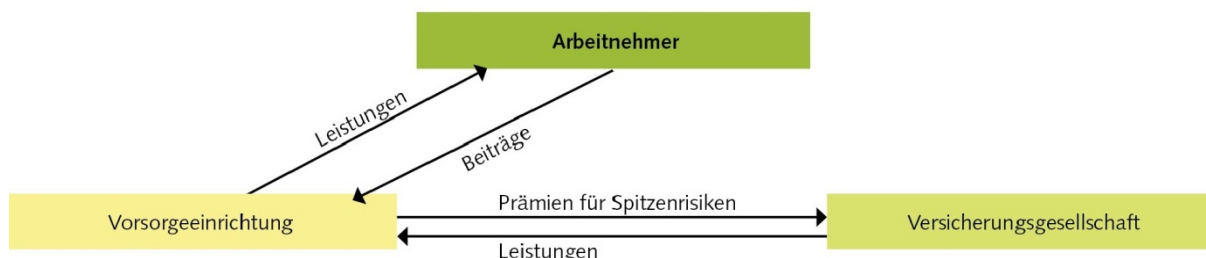 Arbeitnehmer
Leistungen
Beiträge
Vorsorgeeinrichtung
Prämien für Spitzenrisiken
Versicherungsgesellschaft
Leistungen